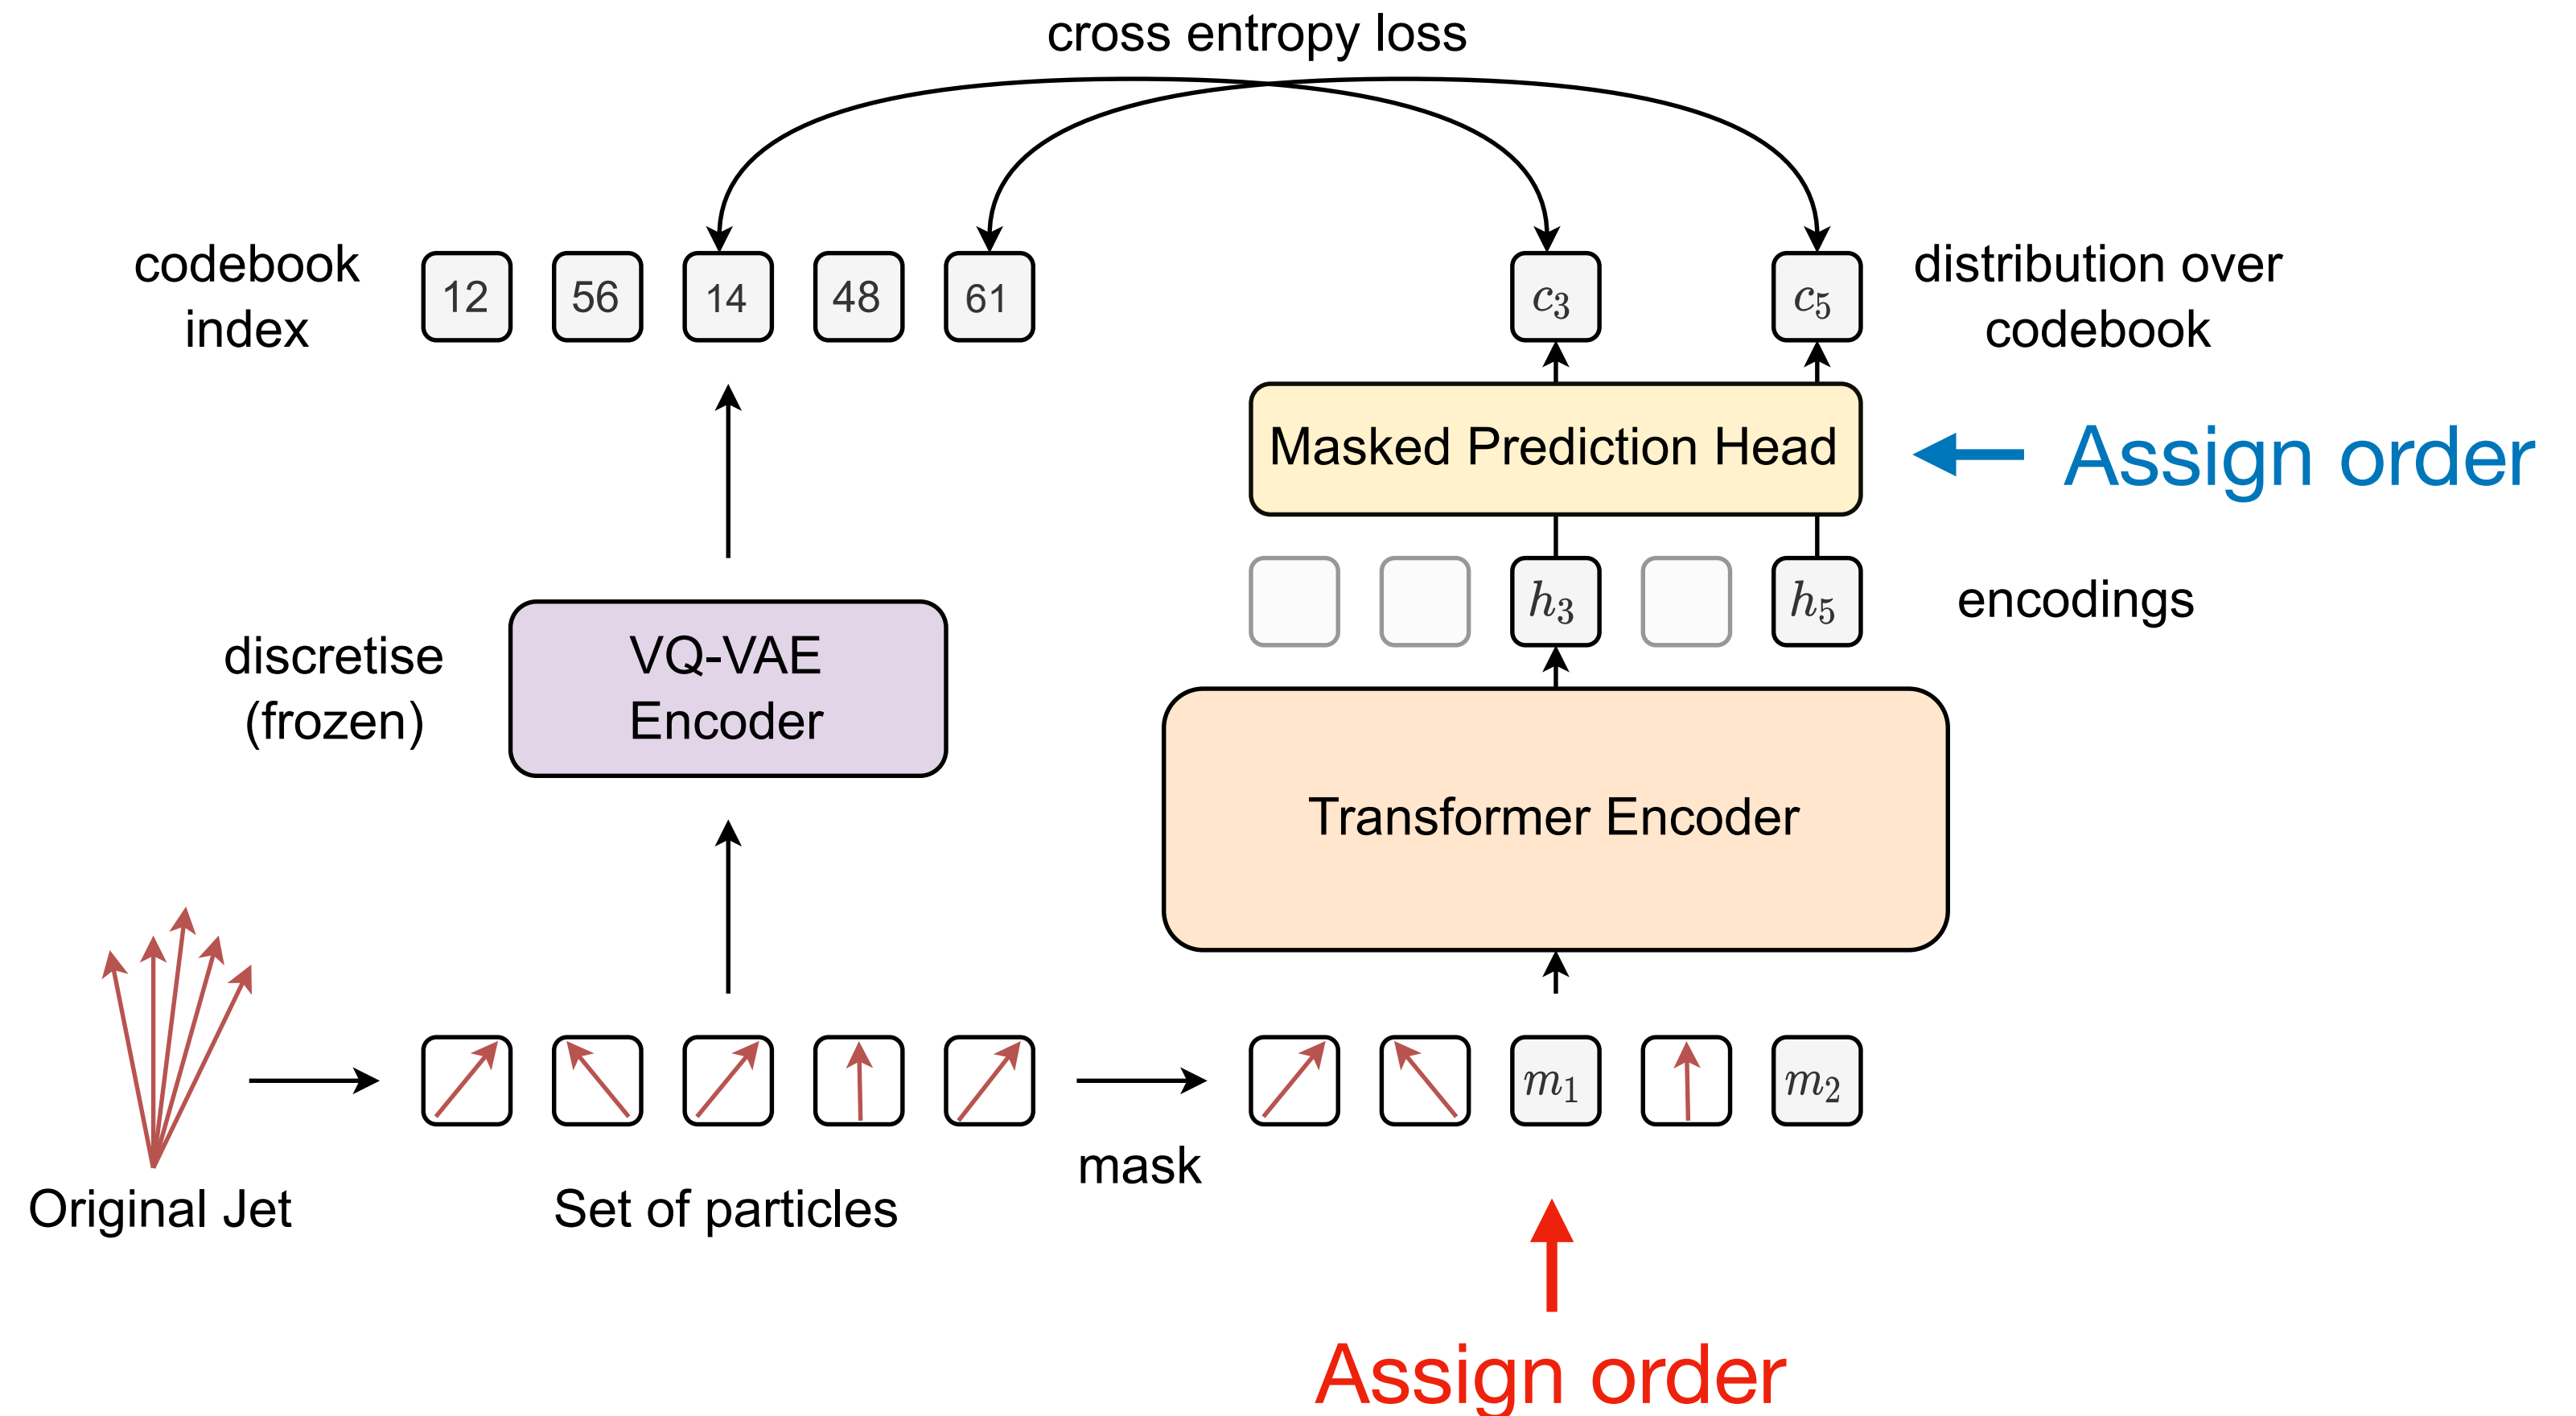 cross entropy loss
codebook
index
12 56 14 48 61
c₃ c₅
distribution over
codebook
Masked Prediction Head
Assign order
h₃ h₅
encodings
discretise
(frozen)
VQ-VAE
Encoder
Transformer Encoder
m₁ m₂
mask
Original Jet
Set of particles
Assign order